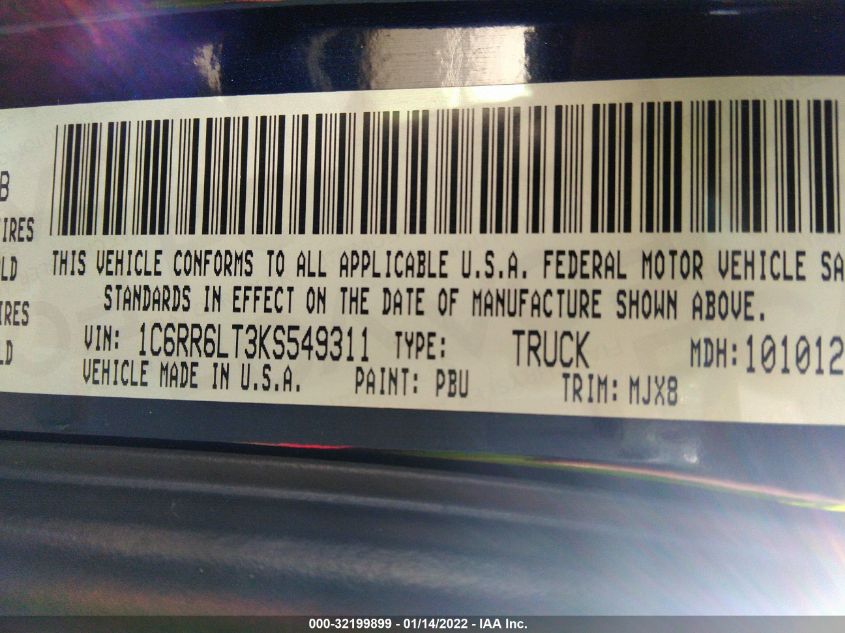 B
IRES
LD
RES
LD
THIS VEHICLE CONFORMS TO ALL APPLICABLE U.S.A. FEDERAL MOTOR VEHICLE SA
STANDARDS IN EFFECT ON THE DATE OF MANUFACTURE SHOWN ABOVE.
VIN: 1C6RR6LT3KS549311 TYPE: TRUCK MDH:101012
VEHICLE MADE IN U.S.A. PAINT: PBU TRIM: MJX8
000-32199899 - 01/14/2022 - IAA Inc.